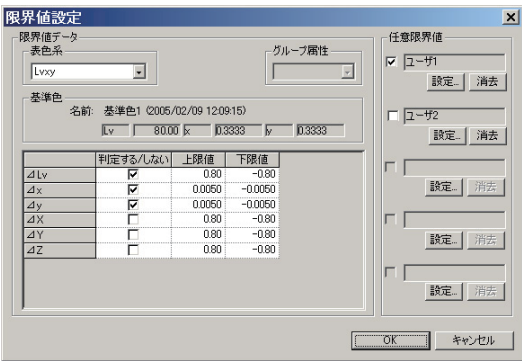 限界値設定
限界値データ
表色系
Lvxy
グループ属性
基準色
名前: 基準色1 (2005/02/09 12:09:15)
Lv 80.00 x 0.3333 y 0.3333
判定する/しない 上限値 下限値
⊿Lv 0.80 -0.80
⊿x 0.0050 -0.0050
⊿y 0.0050 -0.0050
⊿X 0.80 -0.80
⊿Y 0.80 -0.80
⊿Z 0.80 -0.80
任意限界値
ユーザ1
設定... 消去
ユーザ2
設定... 消去
設定... 消去
設定... 消去
設定... 消去
OK キャンセル